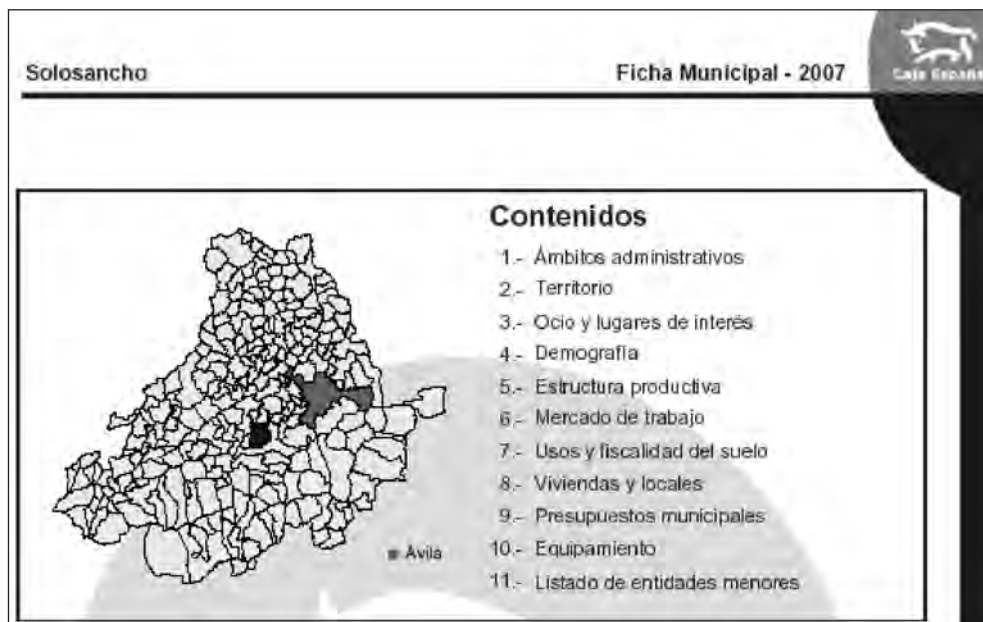 Solosancho
Ficha Municipal - 2007
Caja España
Contenidos
1.- Ámbitos administrativos
2.- Territorio
3.- Ocio y lugares de interés
4.- Demografía
5.- Estructura productiva
6.- Mercado de trabajo
7.- Usos y fiscalidad del suelo
8.- Viviendas y locales
9.- Presupuestos municipales
10.- Equipamiento
11.- Listado de entidades menores
Ávila